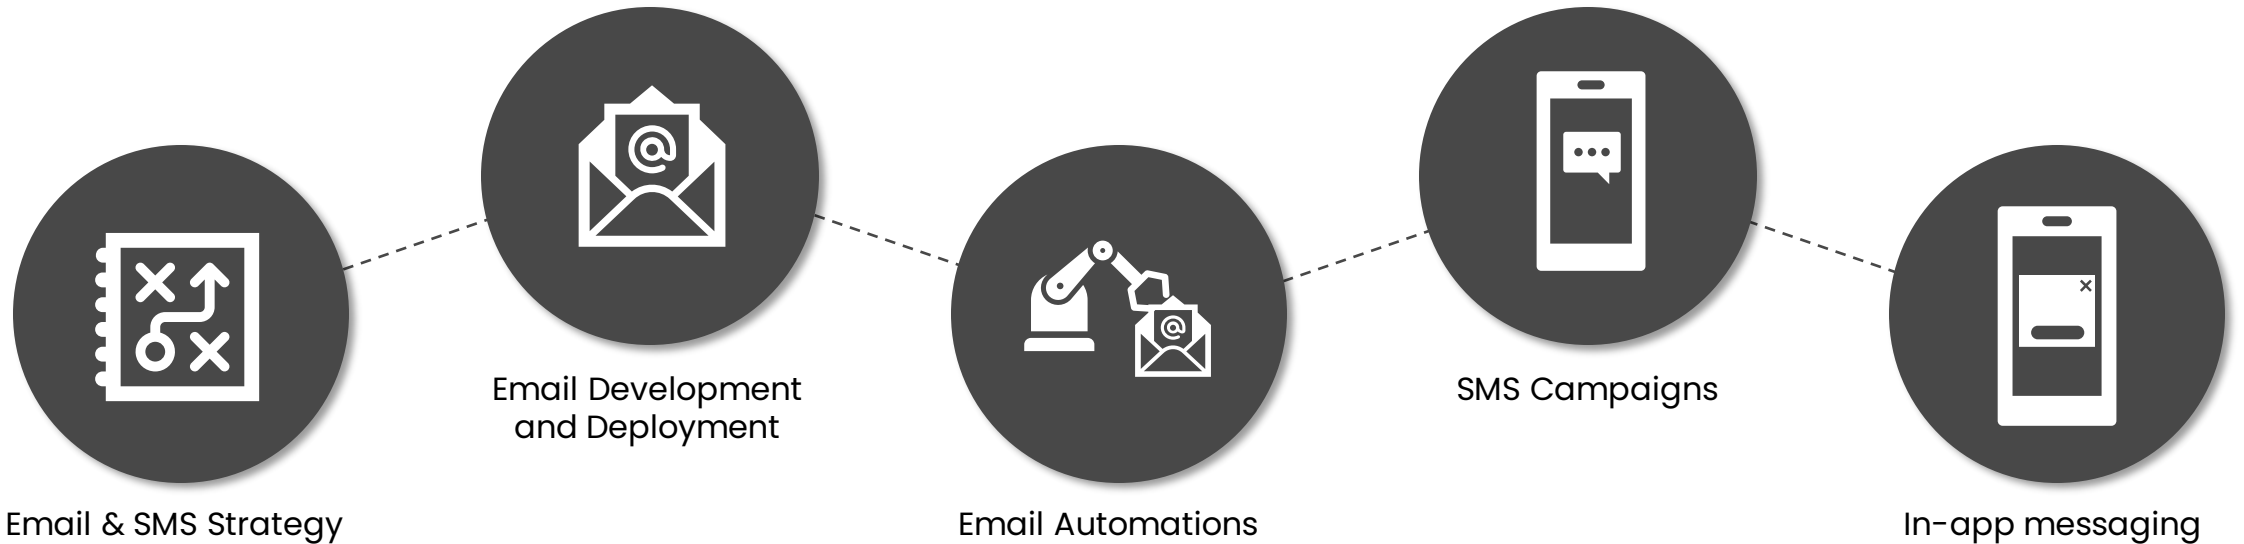 Email & SMS Strategy
Email Development
and Deployment
Email Automations
SMS Campaigns
In-app messaging